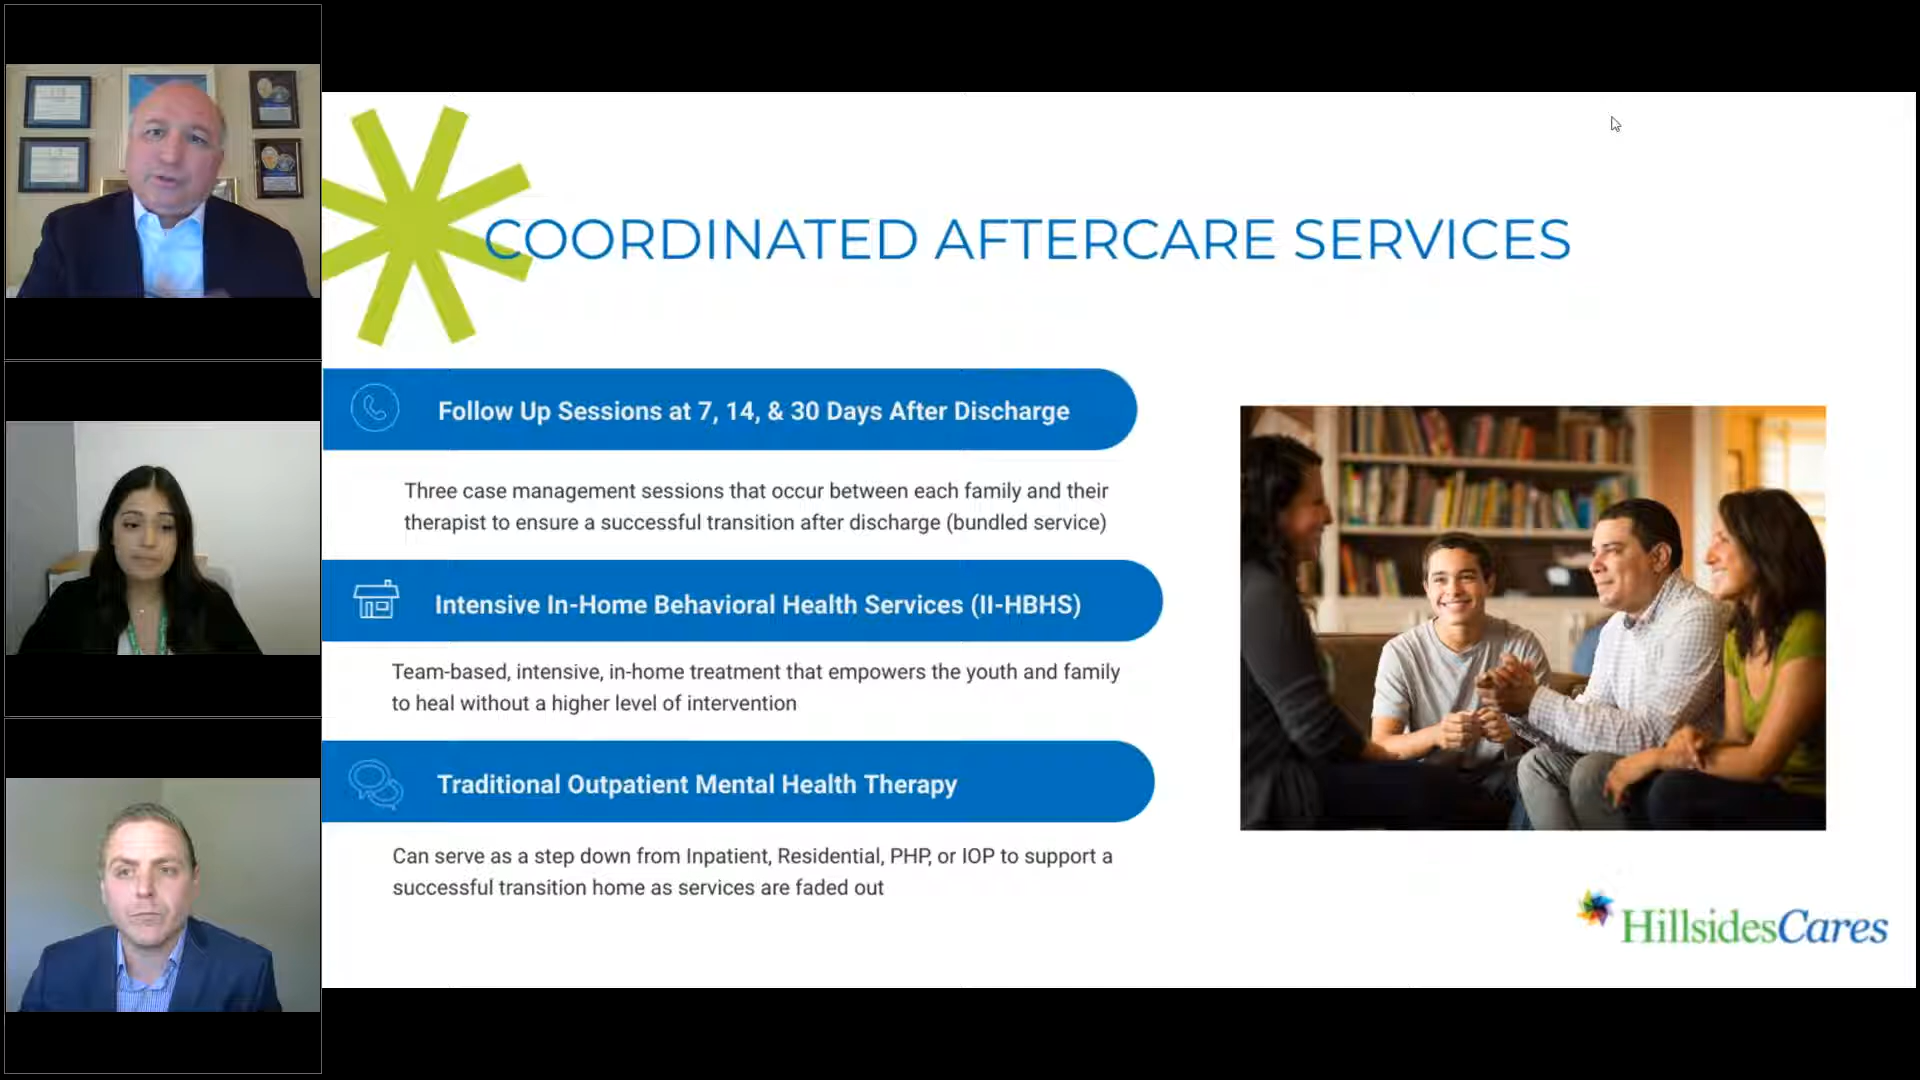 COORDINATED AFTERCARE SERVICES
Follow Up Sessions at 7, 14, & 30 Days After Discharge
Three case management sessions that occur between each family and their
therapist to ensure a successful transition after discharge (bundled service)
Intensive In-Home Behavioral Health Services (II-HBHS)
Team-based, intensive, in-home treatment that empowers the youth and family
to heal without a higher level of intervention
Traditional Outpatient Mental Health Therapy
Can serve as a step down from Inpatient, Residential, PHP, or IOP to support a
successful transition home as services are faded out
HillsidesCares